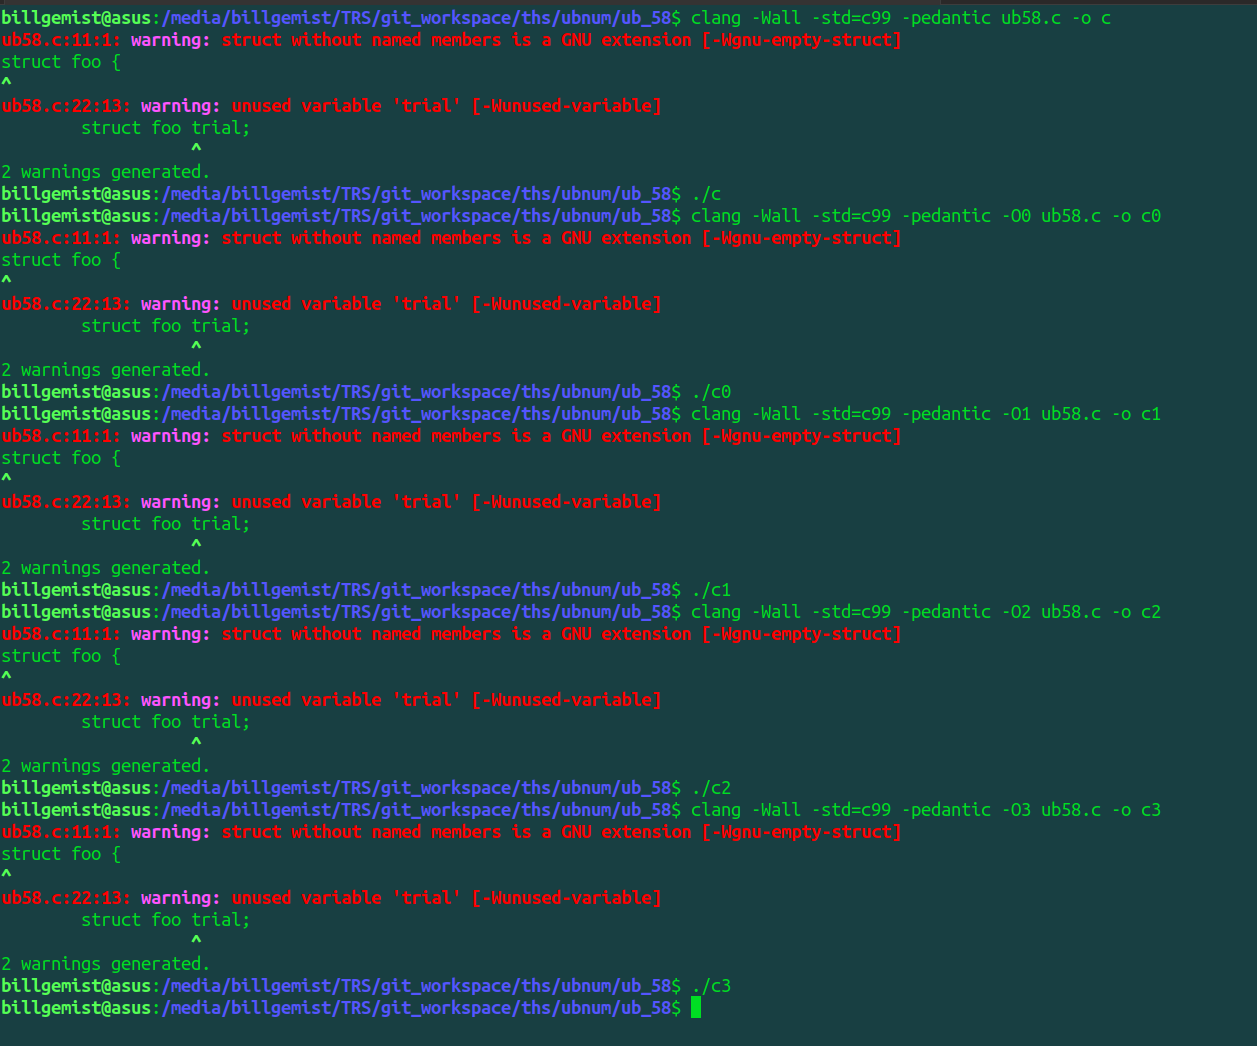 billgemist@asus:/media/billgemist/TRS/git_workspace/ths/ubnum/ub_58$ clang -Wall -std=c99 -pedantic ub58.c -o c
ub58.c:11:1: warning: struct without named members is a GNU extension [-Wgnu-empty-struct]
struct foo {
^
ub58.c:22:13: warning: unused variable 'trial' [-Wunused-variable]
        struct foo trial;
                   ^
2 warnings generated.
billgemist@asus:/media/billgemist/TRS/git_workspace/ths/ubnum/ub_58$ ./c
billgemist@asus:/media/billgemist/TRS/git_workspace/ths/ubnum/ub_58$ clang -Wall -std=c99 -pedantic -O0 ub58.c -o c0
ub58.c:11:1: warning: struct without named members is a GNU extension [-Wgnu-empty-struct]
struct foo {
^
ub58.c:22:13: warning: unused variable 'trial' [-Wunused-variable]
        struct foo trial;
                   ^
2 warnings generated.
billgemist@asus:/media/billgemist/TRS/git_workspace/ths/ubnum/ub_58$ ./c0
billgemist@asus:/media/billgemist/TRS/git_workspace/ths/ubnum/ub_58$ clang -Wall -std=c99 -pedantic -O1 ub58.c -o c1
ub58.c:11:1: warning: struct without named members is a GNU extension [-Wgnu-empty-struct]
struct foo {
^
ub58.c:22:13: warning: unused variable 'trial' [-Wunused-variable]
        struct foo trial;
                   ^
2 warnings generated.
billgemist@asus:/media/billgemist/TRS/git_workspace/ths/ubnum/ub_58$ ./c1
billgemist@asus:/media/billgemist/TRS/git_workspace/ths/ubnum/ub_58$ clang -Wall -std=c99 -pedantic -O2 ub58.c -o c2
ub58.c:11:1: warning: struct without named members is a GNU extension [-Wgnu-empty-struct]
struct foo {
^
ub58.c:22:13: warning: unused variable 'trial' [-Wunused-variable]
        struct foo trial;
                   ^
2 warnings generated.
billgemist@asus:/media/billgemist/TRS/git_workspace/ths/ubnum/ub_58$ ./c2
billgemist@asus:/media/billgemist/TRS/git_workspace/ths/ubnum/ub_58$ clang -Wall -std=c99 -pedantic -O3 ub58.c -o c3
ub58.c:11:1: warning: struct without named members is a GNU extension [-Wgnu-empty-struct]
struct foo {
^
ub58.c:22:13: warning: unused variable 'trial' [-Wunused-variable]
        struct foo trial;
                   ^
2 warnings generated.
billgemist@asus:/media/billgemist/TRS/git_workspace/ths/ubnum/ub_58$ ./c3
billgemist@asus:/media/billgemist/TRS/git_workspace/ths/ubnum/ub_58$